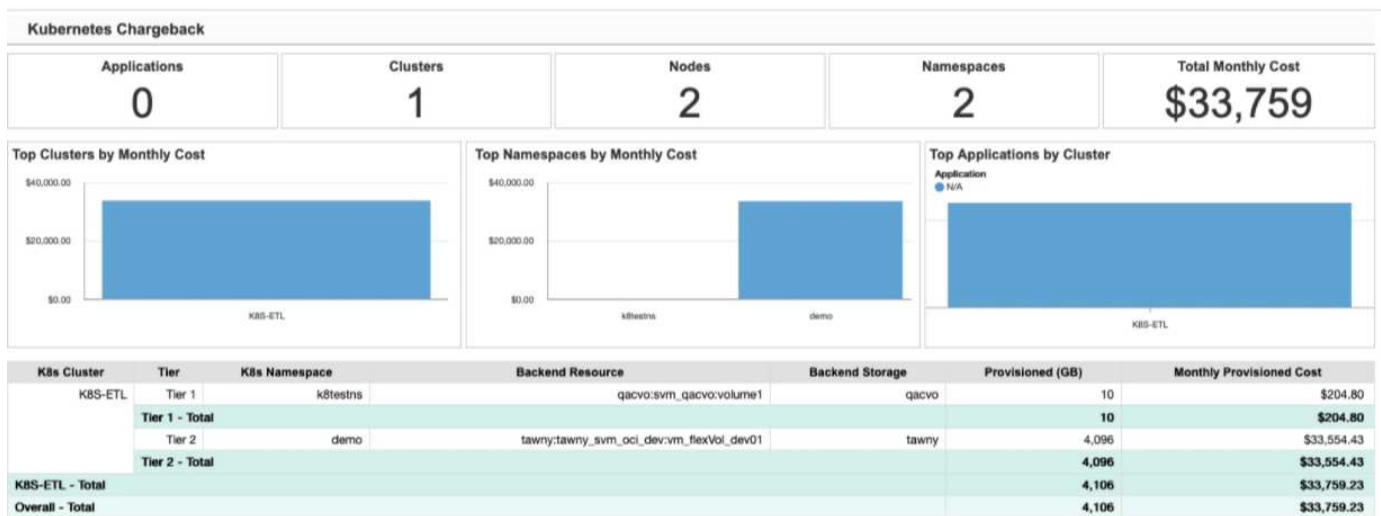 Kubernetes Chargeback
Applications Clusters Nodes Namespaces Total Monthly Cost
0 1 2 2 $33,759
Top Clusters by Monthly Cost
$40,000.00
$20,000.00
$0.00
K8S-ETL
Top Namespaces by Monthly Cost
$40,000.00
$20,000.00
$0.00
k8testns demo
Top Applications by Cluster
Application
N/A
K8S-ETL
K8s Cluster Tier K8s Namespace Backend Resource Backend Storage Provisioned (GB) Monthly Provisioned Cost
K8S-ETL Tier 1 k8testns qacvo:svm_qacvo:volume1 qacvo 10 $204.80
Tier 1 - Total 10 $204.80
Tier 2 demo tawny:tawny_svm_oci_dev:vm_flexVol_dev01 tawny 4,096 $33,554.43
Tier 2 - Total 4,096 $33,554.43
K8S-ETL - Total 4,106 $33,759.23
Overall - Total 4,106 $33,759.23